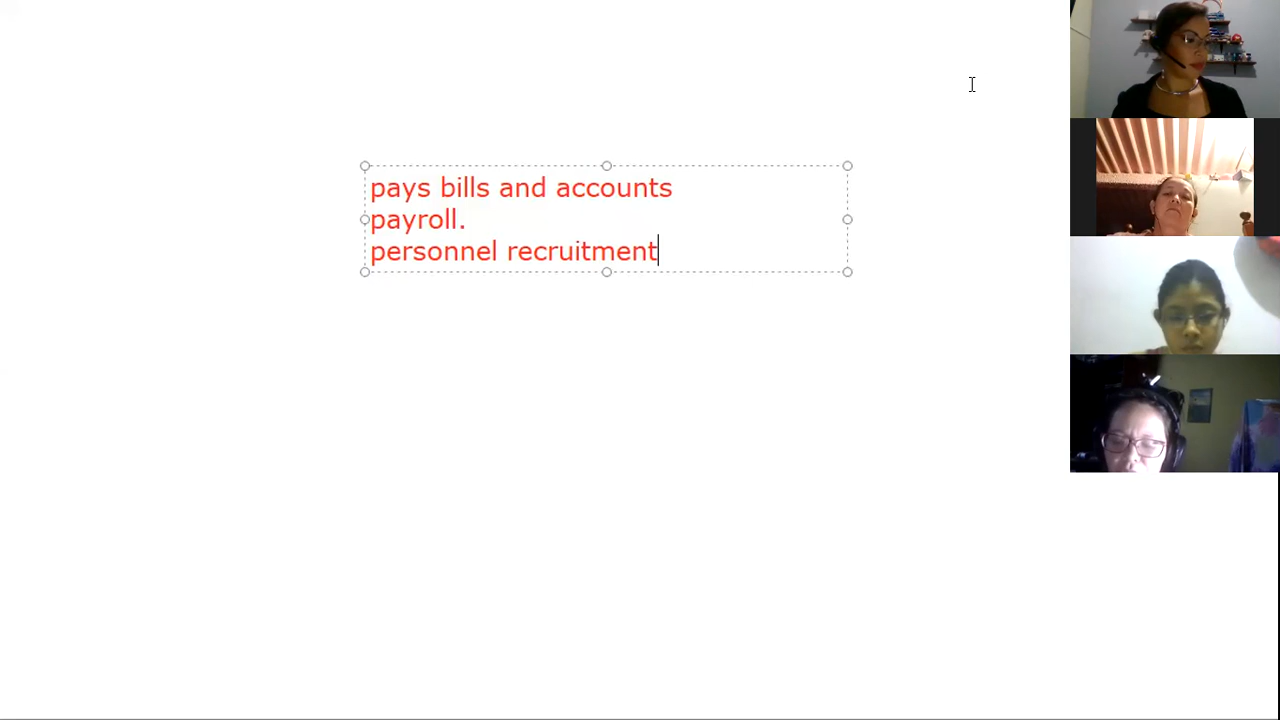 pays bills and accounts
payroll.
personnel recruitment